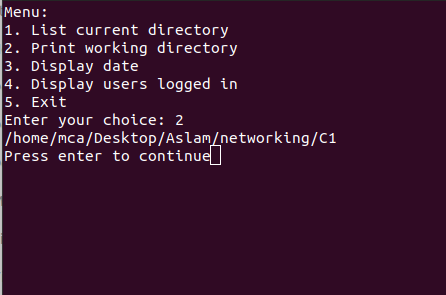 Menu:
1. List current directory
2. Print working directory
3. Display date
4. Display users logged in
5. Exit
Enter your choice: 2
/home/mca/Desktop/Aslam/networking/C1
Press enter to continue